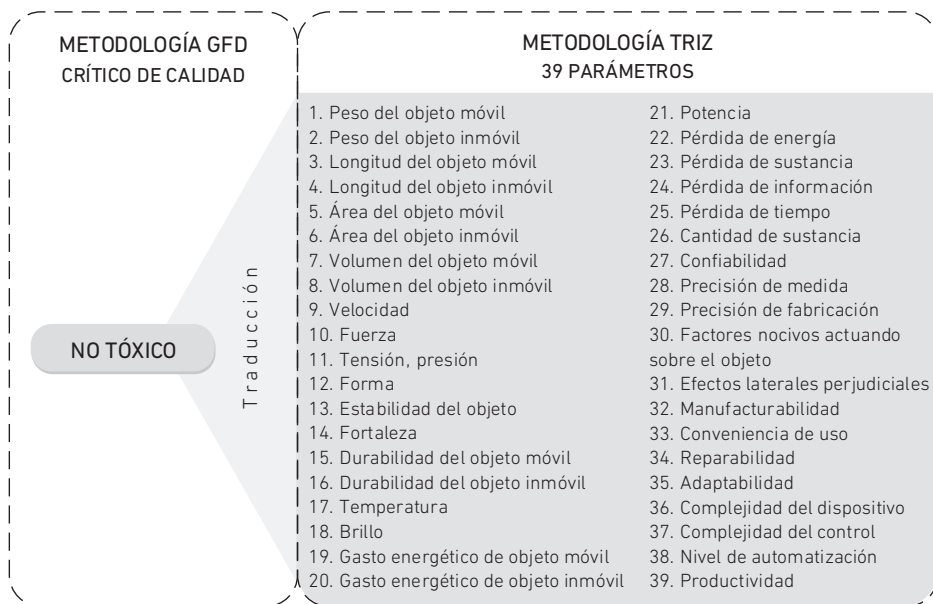 METODOLOGÍA GFD
CRÍTICO DE CALIDAD
NO TÓXICO
Traducción
METODOLOGÍA TRIZ
39 PARÁMETROS
1. Peso del objeto móvil
2. Peso del objeto inmóvil
3. Longitud del objeto móvil
4. Longitud del objeto inmóvil
5. Área del objeto móvil
6. Área del objeto inmóvil
7. Volumen del objeto móvil
8. Volumen del objeto inmóvil
9. Velocidad
10. Fuerza
11. Tensión, presión
12. Forma
13. Estabilidad del objeto
14. Fortaleza
15. Durabilidad del objeto móvil
16. Durabilidad del objeto inmóvil
17. Temperatura
18. Brillo
19. Gasto energético de objeto móvil
20. Gasto energético de objeto inmóvil
21. Potencia
22. Pérdida de energía
23. Pérdida de sustancia
24. Pérdida de información
25. Pérdida de tiempo
26. Cantidad de sustancia
27. Confiabilidad
28. Precisión de medida
29. Precisión de fabricación
30. Factores nocivos actuando
sobre el objeto
31. Efectos laterales perjudiciales
32. Manufacturabilidad
33. Conveniencia de uso
34. Reparabilidad
35. Adaptabilidad
36. Complejidad del dispositivo
37. Complejidad del control
38. Nivel de automatización
39. Productividad